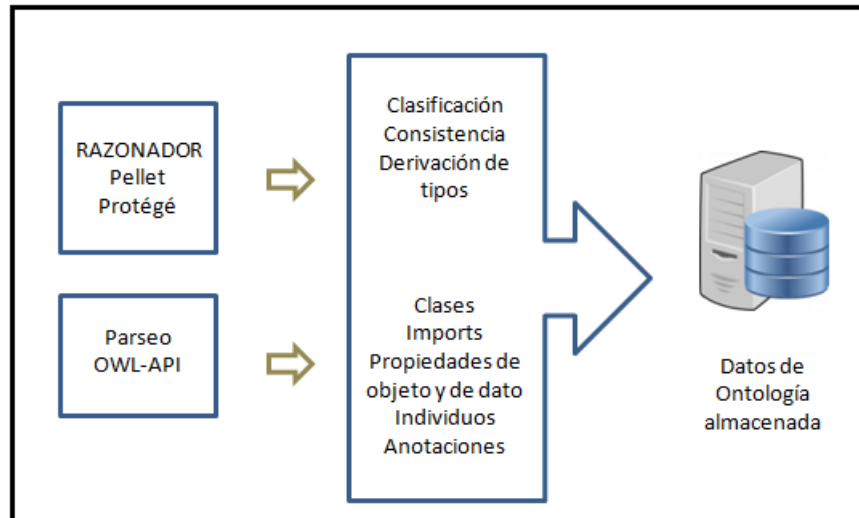 RAZONADOR
Pellet
Protégé
Clasificación
Consistencia
Derivación de
tipos
Parseo
OWL-API
Clases
Imports
Propiedades de
objeto y de dato
Individuos
Anotaciones
Datos de
Ontología
almacenada